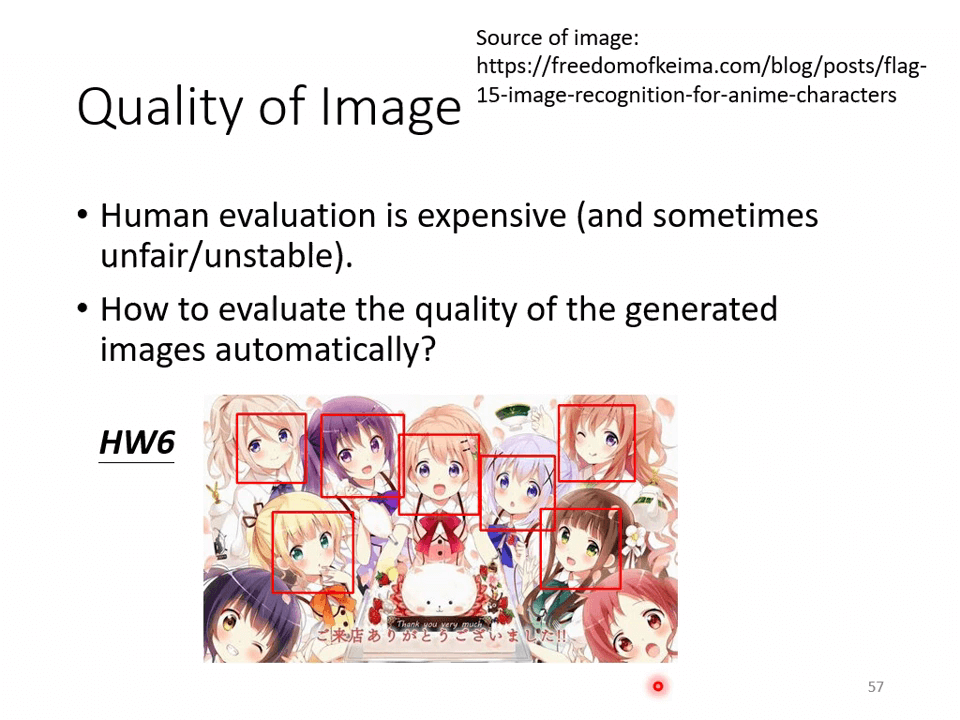 Source of image:
https://freedomofkeima.com/blog/posts/flag-
15-image-recognition-for-anime-characters
Quality of Image
• Human evaluation is expensive (and sometimes
unfair/unstable).
• How to evaluate the quality of the generated
images automatically?
HW6
Thank you very much
ご来店ありがとうございました!!
57